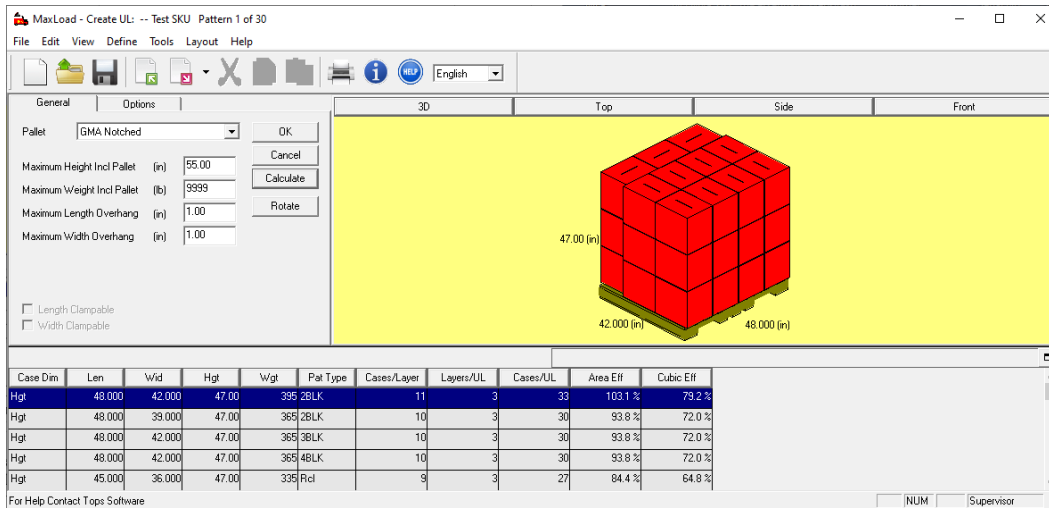 MaxLoad - Create UL:  -- Test SKU   Pattern 1 of 30
File Edit View Define Tools Layout Help
HELP English
General Options
3D Top Side Front
Pallet GMA Notched OK
Cancel
Maximum Height Incl Pallet (in) 55.00
Calculate
Maximum Weight Incl Pallet (lb) 9999
Maximum Length Overhang (in) 1.00 Rotate
Maximum Width Overhang (in) 1.00
47.00 (in)
Length Clampable
Width Clampable
42.000 (in) 48.000 (in)
Case Dim Len Wid Hgt Wgt Pat Type Cases/Layer Layers/UL Cases/UL Area Eff Cubic Eff
Hgt 48.000 42.000 47.00 395 2BLK 11 3 33 103.1 % 79.2 %
Hgt 48.000 39.000 47.00 365 2BLK 10 3 30 93.8 % 72.0 %
Hgt 48.000 42.000 47.00 365 3BLK 10 3 30 93.8 % 72.0 %
Hgt 48.000 42.000 47.00 365 4BLK 10 3 30 93.8 % 72.0 %
Hgt 45.000 36.000 47.00 335 Rcl 9 3 27 84.4 % 64.8 %
For Help Contact Tops Software NUM Supervisor